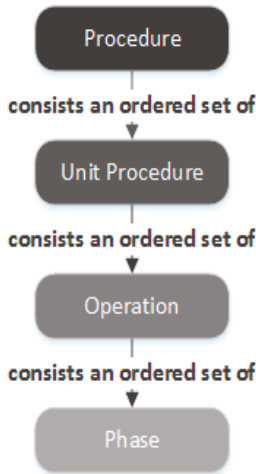 Procedure
consists an ordered set of
Unit Procedure
consists an ordered set of
Operation
consists an ordered set of
Phase